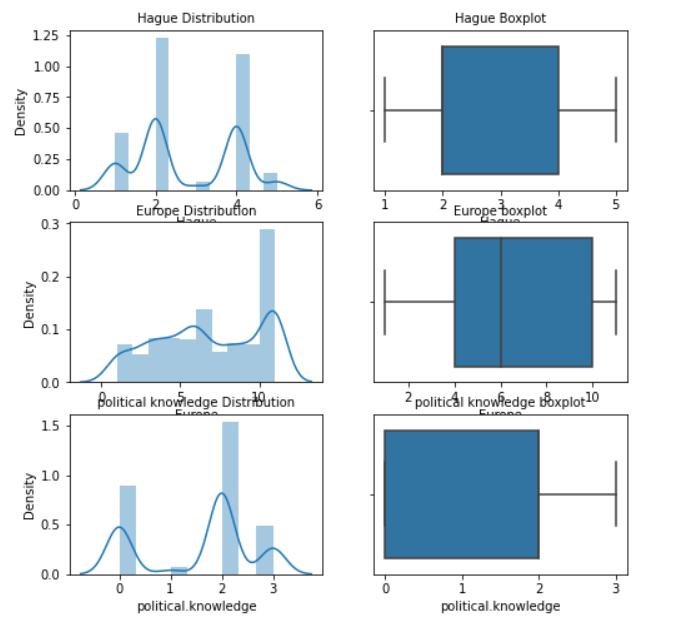 Hague Distribution
Hague Boxplot
1.25
1.00
0.75
0.50
0.25
0.00
Density
0 2 4 6
1 2 3 4 5
Hague
Hague
Europe Distribution
Europe boxplot
0.3
0.2
0.1
0.0
Density
0 5 10
2 4 6 8 10
Europe
Europe
political knowledge Distribution
political knowledge boxplot
1.5
1.0
0.5
0.0
Density
0 1 2 3
0 1 2 3
political.knowledge
political.knowledge